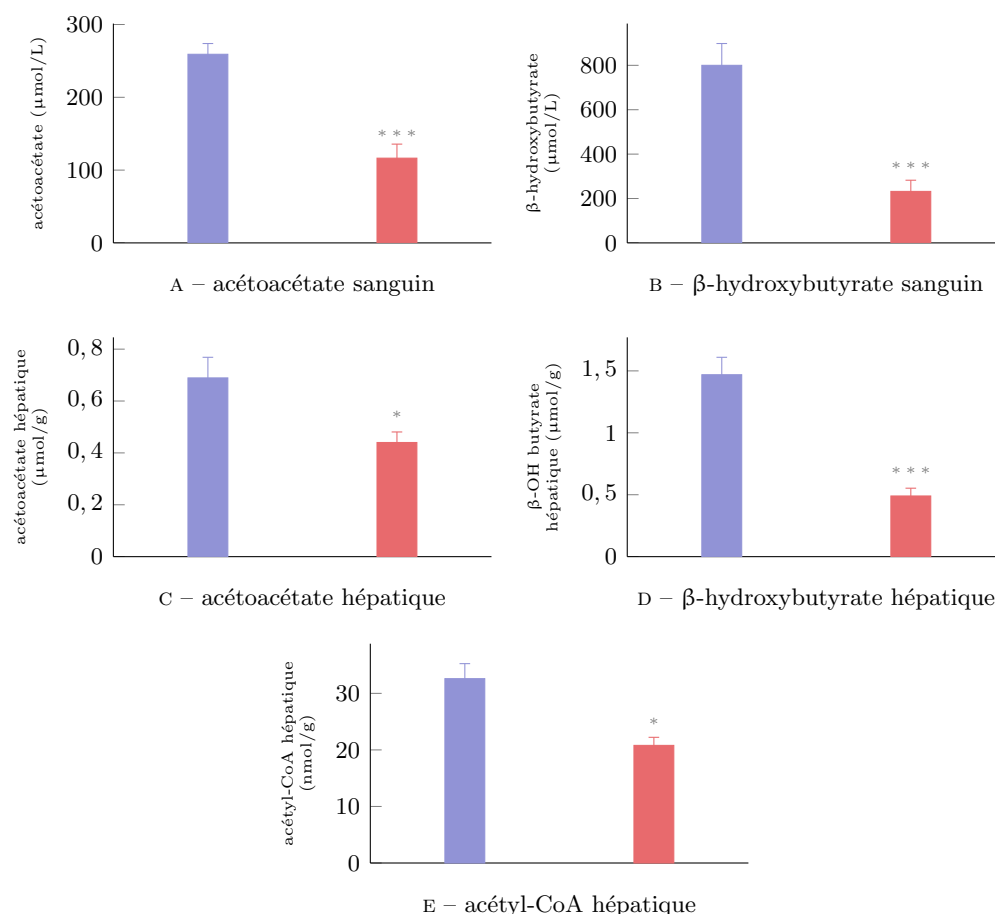 300
200
100
0
acétoacétate (µmol/L)
∗∗∗
A – acétoacétate sanguin
800
600
400
200
0
β-hydroxybutyrate
(µmol/L)
∗∗∗
B – β-hydroxybutyrate sanguin
0,8
0,6
0,4
0,2
0
acétoacétate hépatique
(µmol/g)
∗
C – acétoacétate hépatique
1,5
1
0,5
0
β-OH butyrate
hépatique (µmol/g)
∗∗∗
D – β-hydroxybutyrate hépatique
30
20
10
0
acétyl-CoA hépatique
(nmol/g)
∗
E – acétyl-CoA hépatique